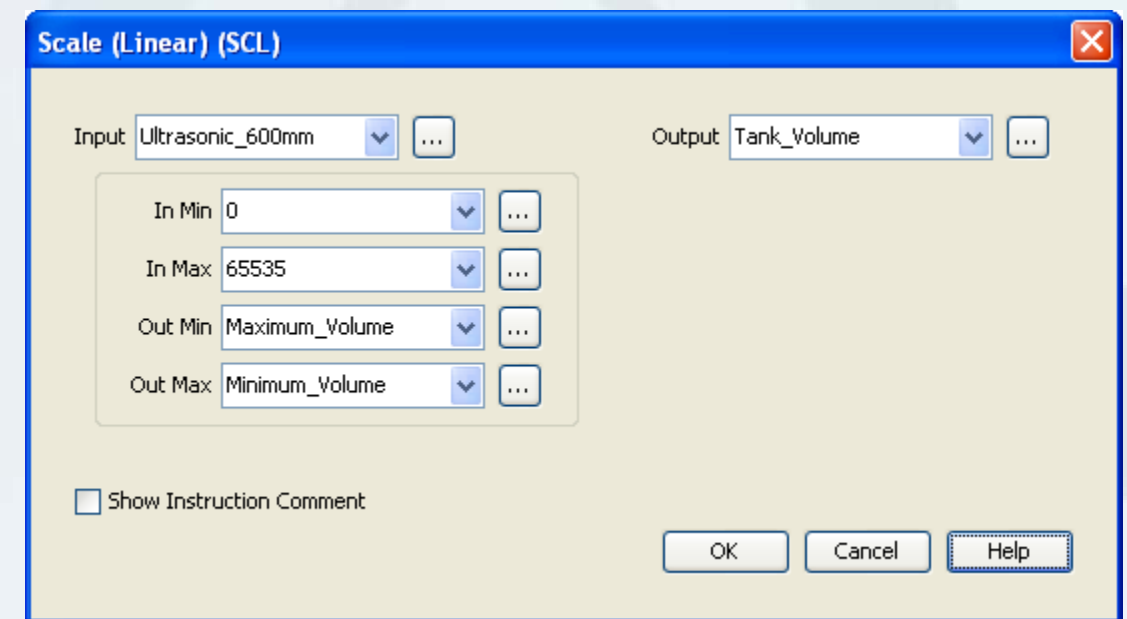 Scale (Linear) (SCL)
Input Ultrasonic_600mm ... Output Tank_Volume ...
In Min 0 ...
In Max 65535 ...
Out Min Maximum_Volume ...
Out Max Minimum_Volume ...
Show Instruction Comment
OK Cancel Help